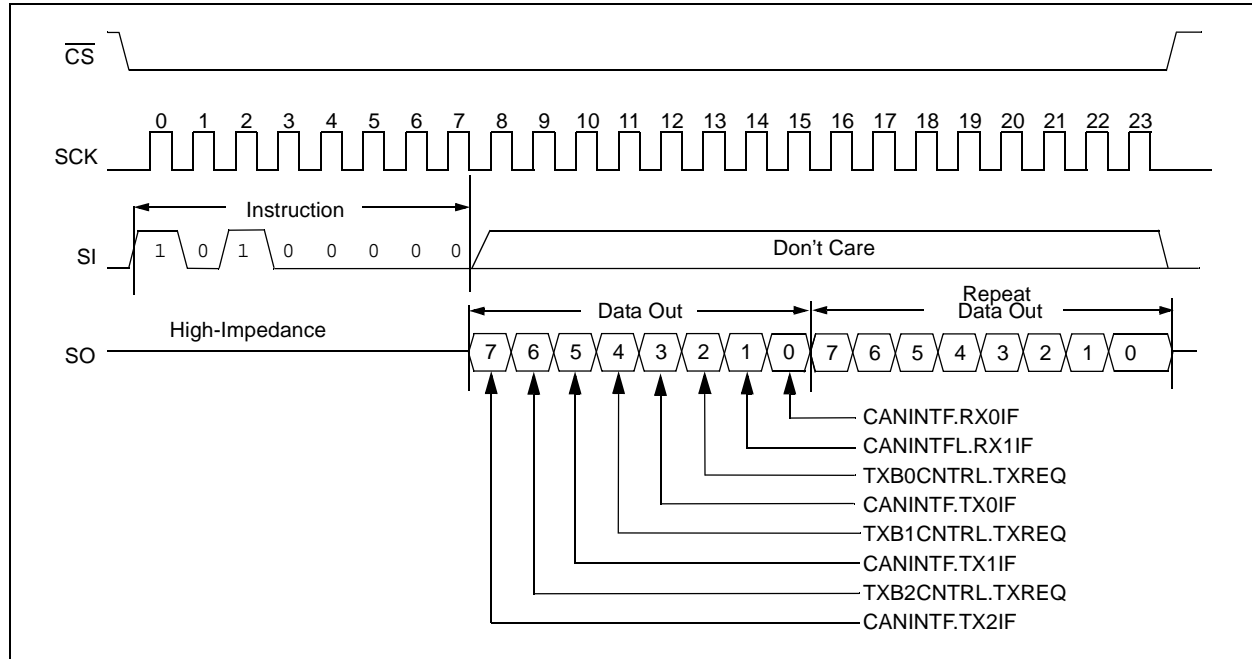 CS
0 1 2 3 4 5 6 7 8 9 10 11 12 13 14 15 16 17 18 19 20 21 22 23
SCK
Instruction
SI
1 0 1 0 0 0 0 0
Don't Care
High-Impedance
Data Out
Repeat
Data Out
SO
7 6 5 4 3 2 1 0 7 6 5 4 3 2 1 0
CANINTF.RX0IF
CANINTFL.RX1IF
TXB0CNTRL.TXREQ
CANINTF.TX0IF
TXB1CNTRL.TXREQ
CANINTF.TX1IF
TXB2CNTRL.TXREQ
CANINTF.TX2IF